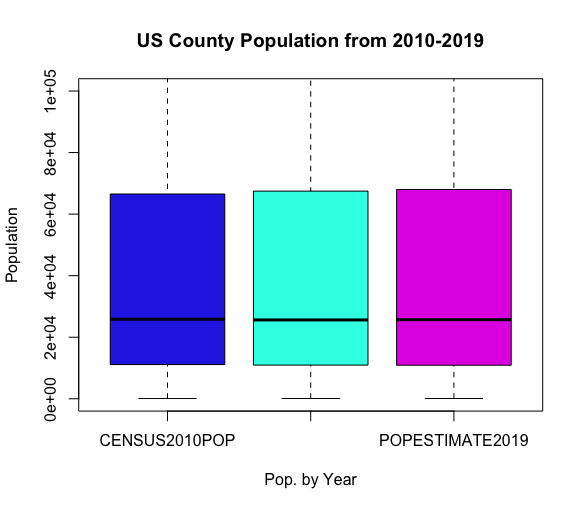 US County Population from 2010-2019
Population
1e+05
8e+04
6e+04
4e+04
2e+04
0e+00
CENSUS2010POP
POPESTIMATE2019
Pop. by Year